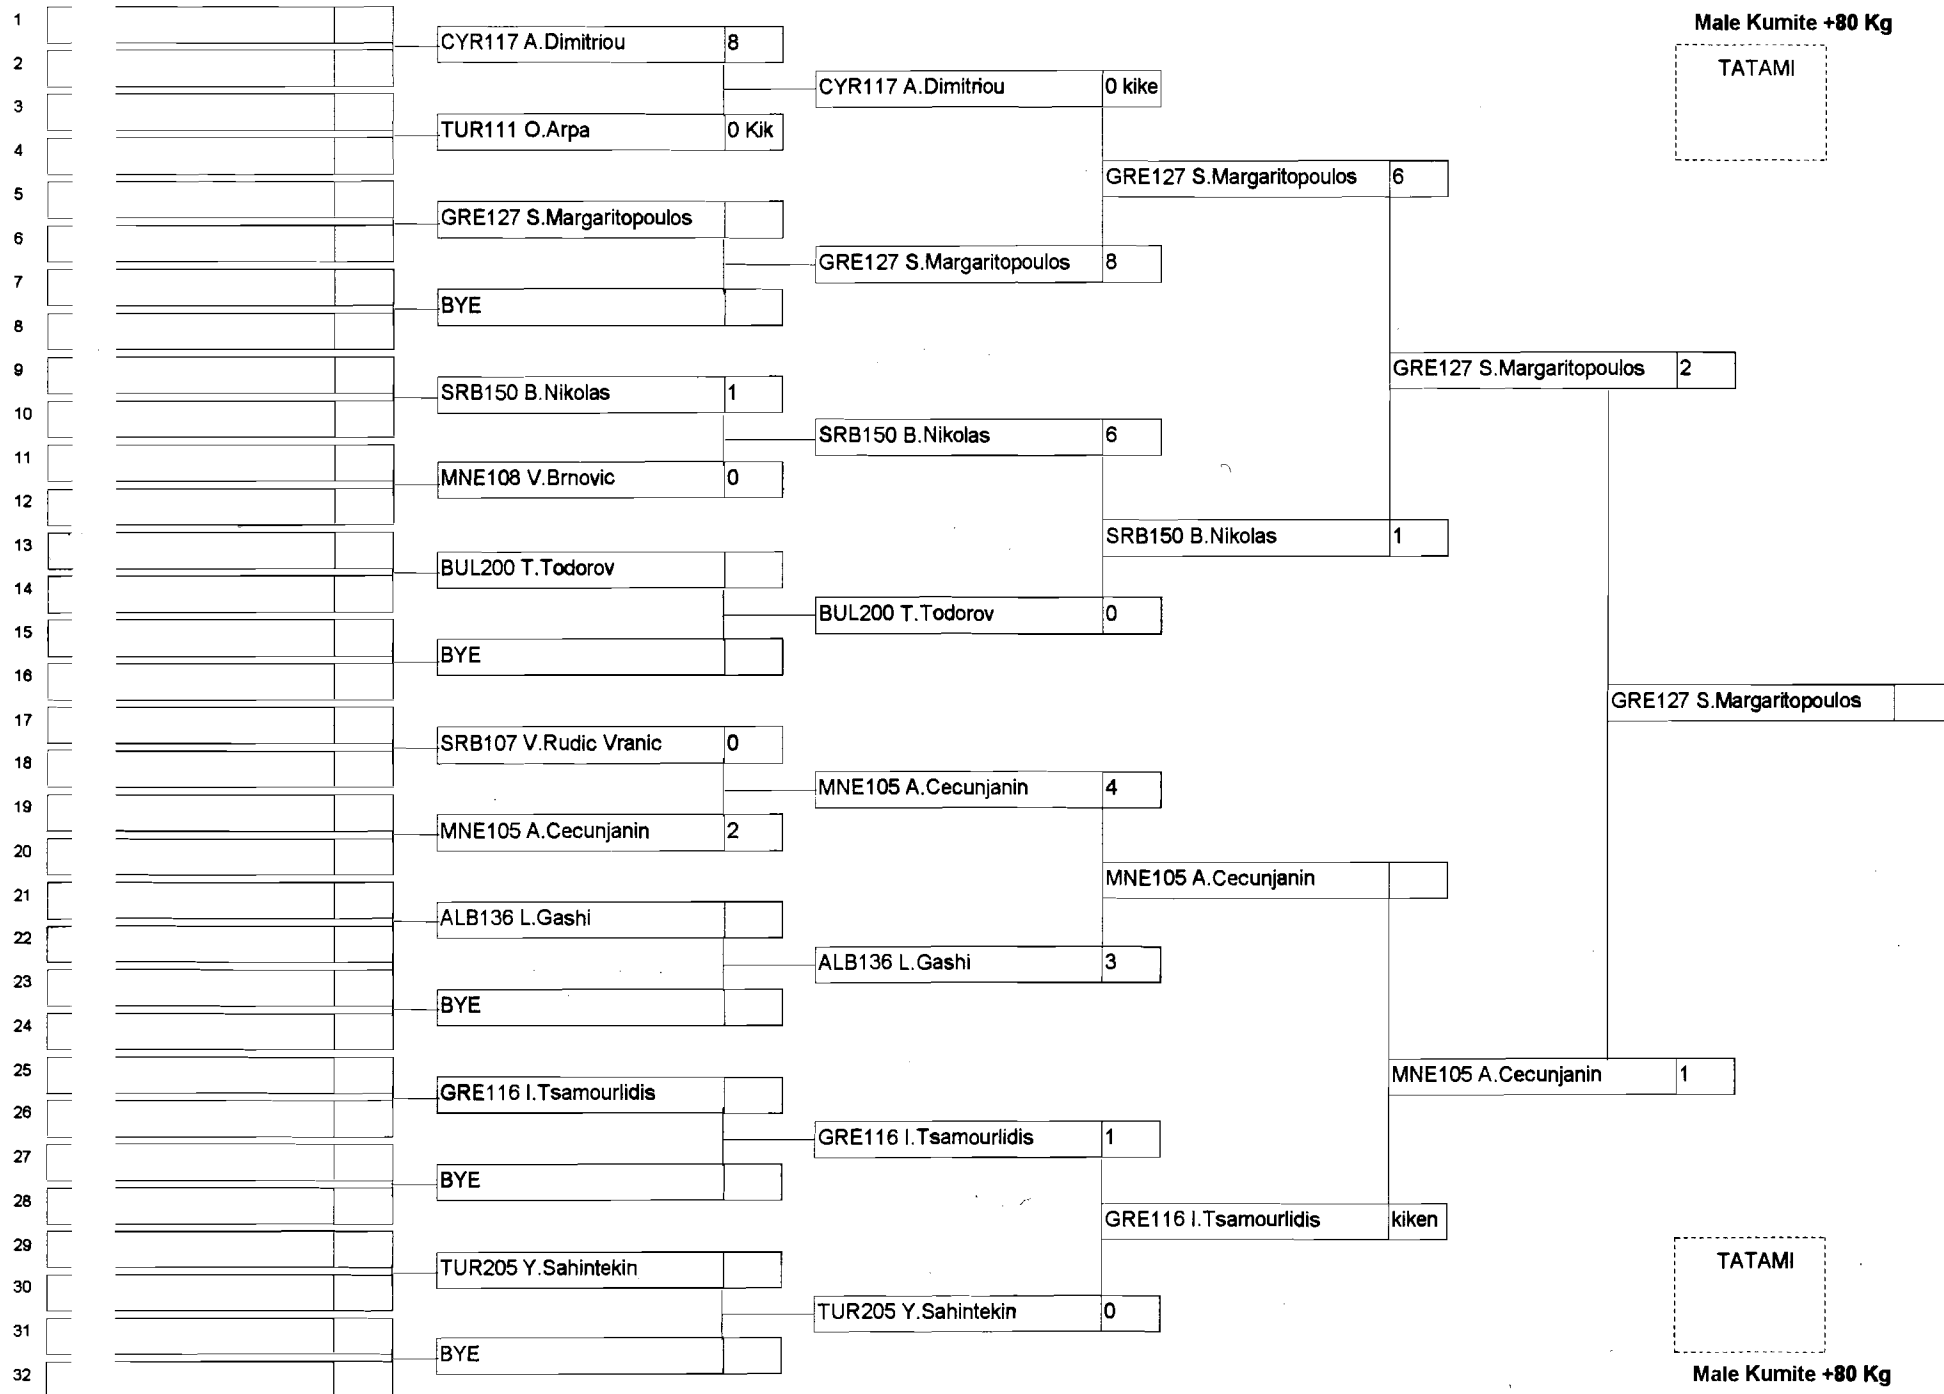 Male Kumite +80 Kg
TATAMI
1
2
3
4
5
6
7
8
9
10
11
12
13
14
15
16
17
18
19
20
21
22
23
24
25
26
27
28
29
30
31
32
CYR117 A.Dimitriou 8
TUR111 O.Arpa 0 Kik
GRE127 S.Margaritopoulos
BYE
SRB150 B.Nikolas 1
MNE108 V.Brnovic 0
BUL200 T.Todorov
BYE
SRB107 V.Rudic Vranic 0
MNE105 A.Cecunjanin 2
ALB136 L.Gashi
BYE
GRE116 I.Tsamourlidis
BYE
TUR205 Y.Sahintekin
BYE
CYR117 A.Dimitriou 0 kike
GRE127 S.Margaritopoulos 8
SRB150 B.Nikolas 6
BUL200 T.Todorov 0
MNE105 A.Cecunjanin 4
ALB136 L.Gashi 3
GRE116 I.Tsamourlidis 1
TUR205 Y.Sahintekin 0
GRE127 S.Margaritopoulos 6
SRB150 B.Nikolas 1
MNE105 A.Cecunjanin
GRE116 I.Tsamourlidis kiken
GRE127 S.Margaritopoulos 2
MNE105 A.Cecunjanin 1
GRE127 S.Margaritopoulos
TATAMI
Male Kumite +80 Kg